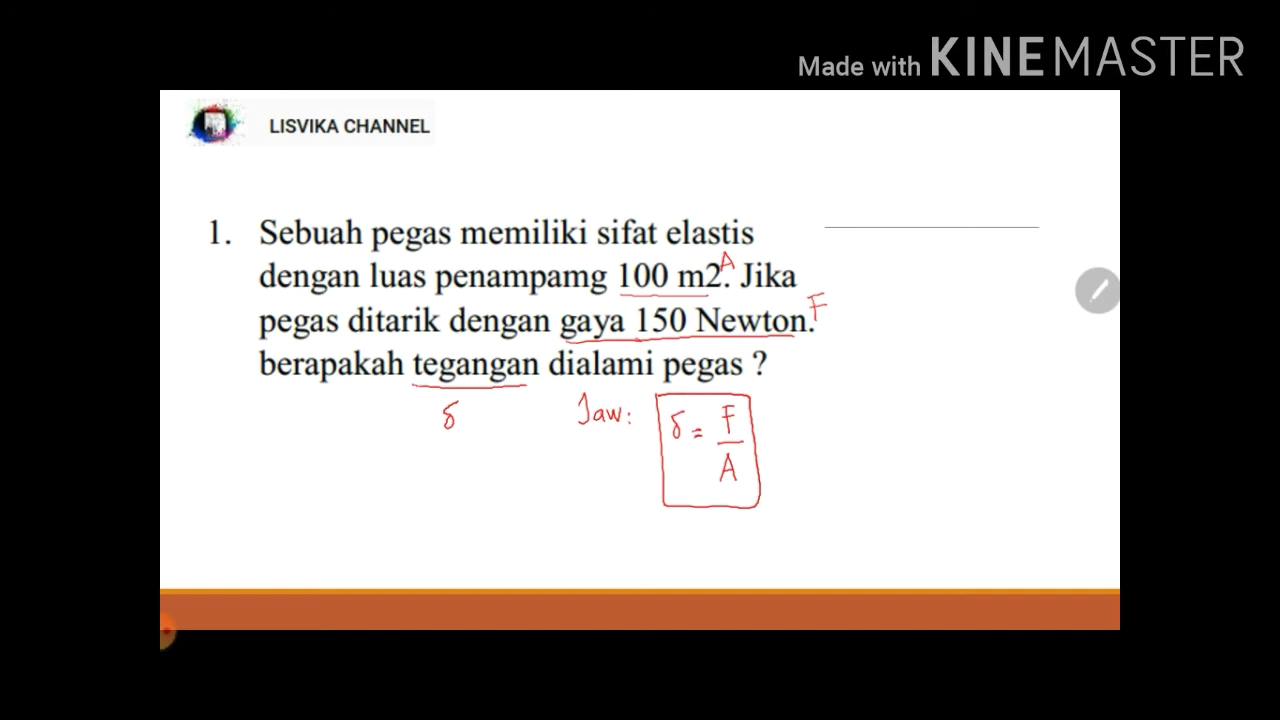 Made with KINEMASTER
LISVIKA CHANNEL
1. Sebuah pegas memiliki sifat elastis
dengan luas penampamg 100 m2. Jika
A
pegas ditarik dengan gaya 150 Newton.
F
berapakah tegangan dialami pegas ?
δ
Jaw: δ = F
A